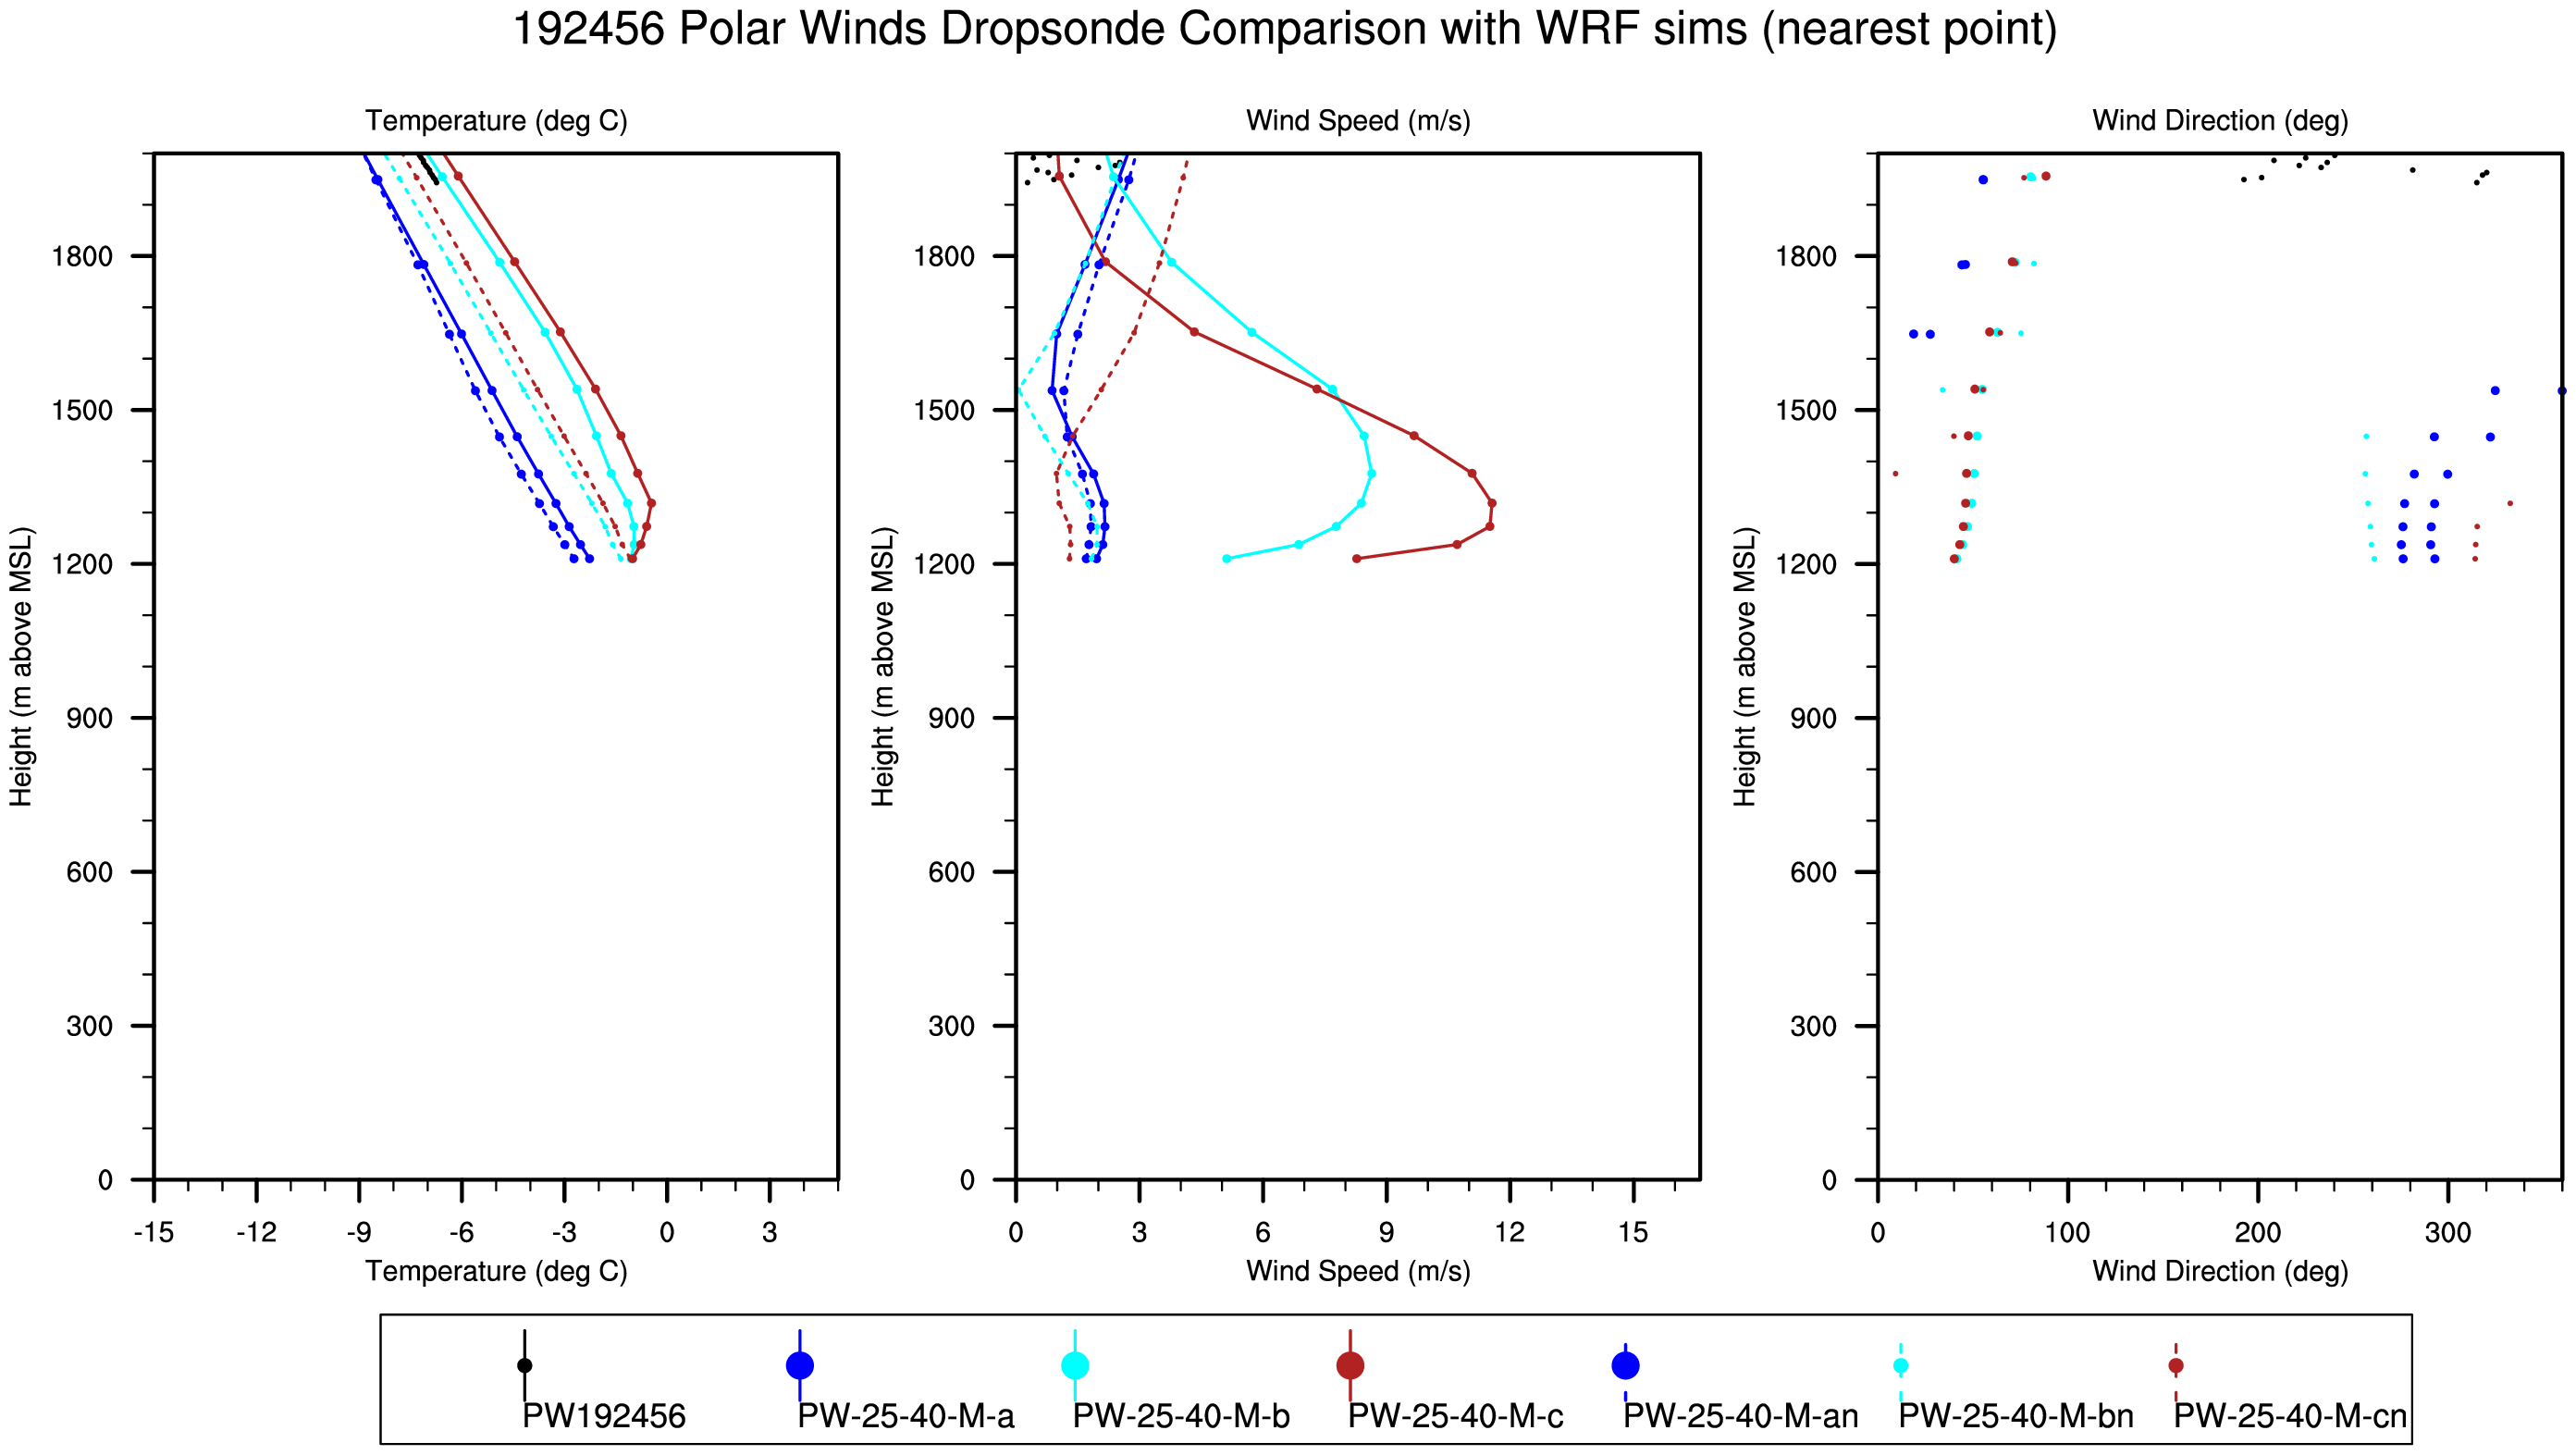 192456 Polar Winds Dropsonde Comparison with WRF sims (nearest point)
Temperature (deg C)
Wind Speed (m/s)
Wind Direction (deg)
Height (m above MSL)
1800
1500
1200
900
600
300
0
-15 -12 -9 -6 -3 0 3
Temperature (deg C)
Height (m above MSL)
1800
1500
1200
900
600
300
0
0 3 6 9 12 15
Wind Speed (m/s)
Height (m above MSL)
1800
1500
1200
900
600
300
0
0 100 200 300
Wind Direction (deg)
PW192456 PW-25-40-M-a PW-25-40-M-b PW-25-40-M-c PW-25-40-M-an PW-25-40-M-bn PW-25-40-M-cn